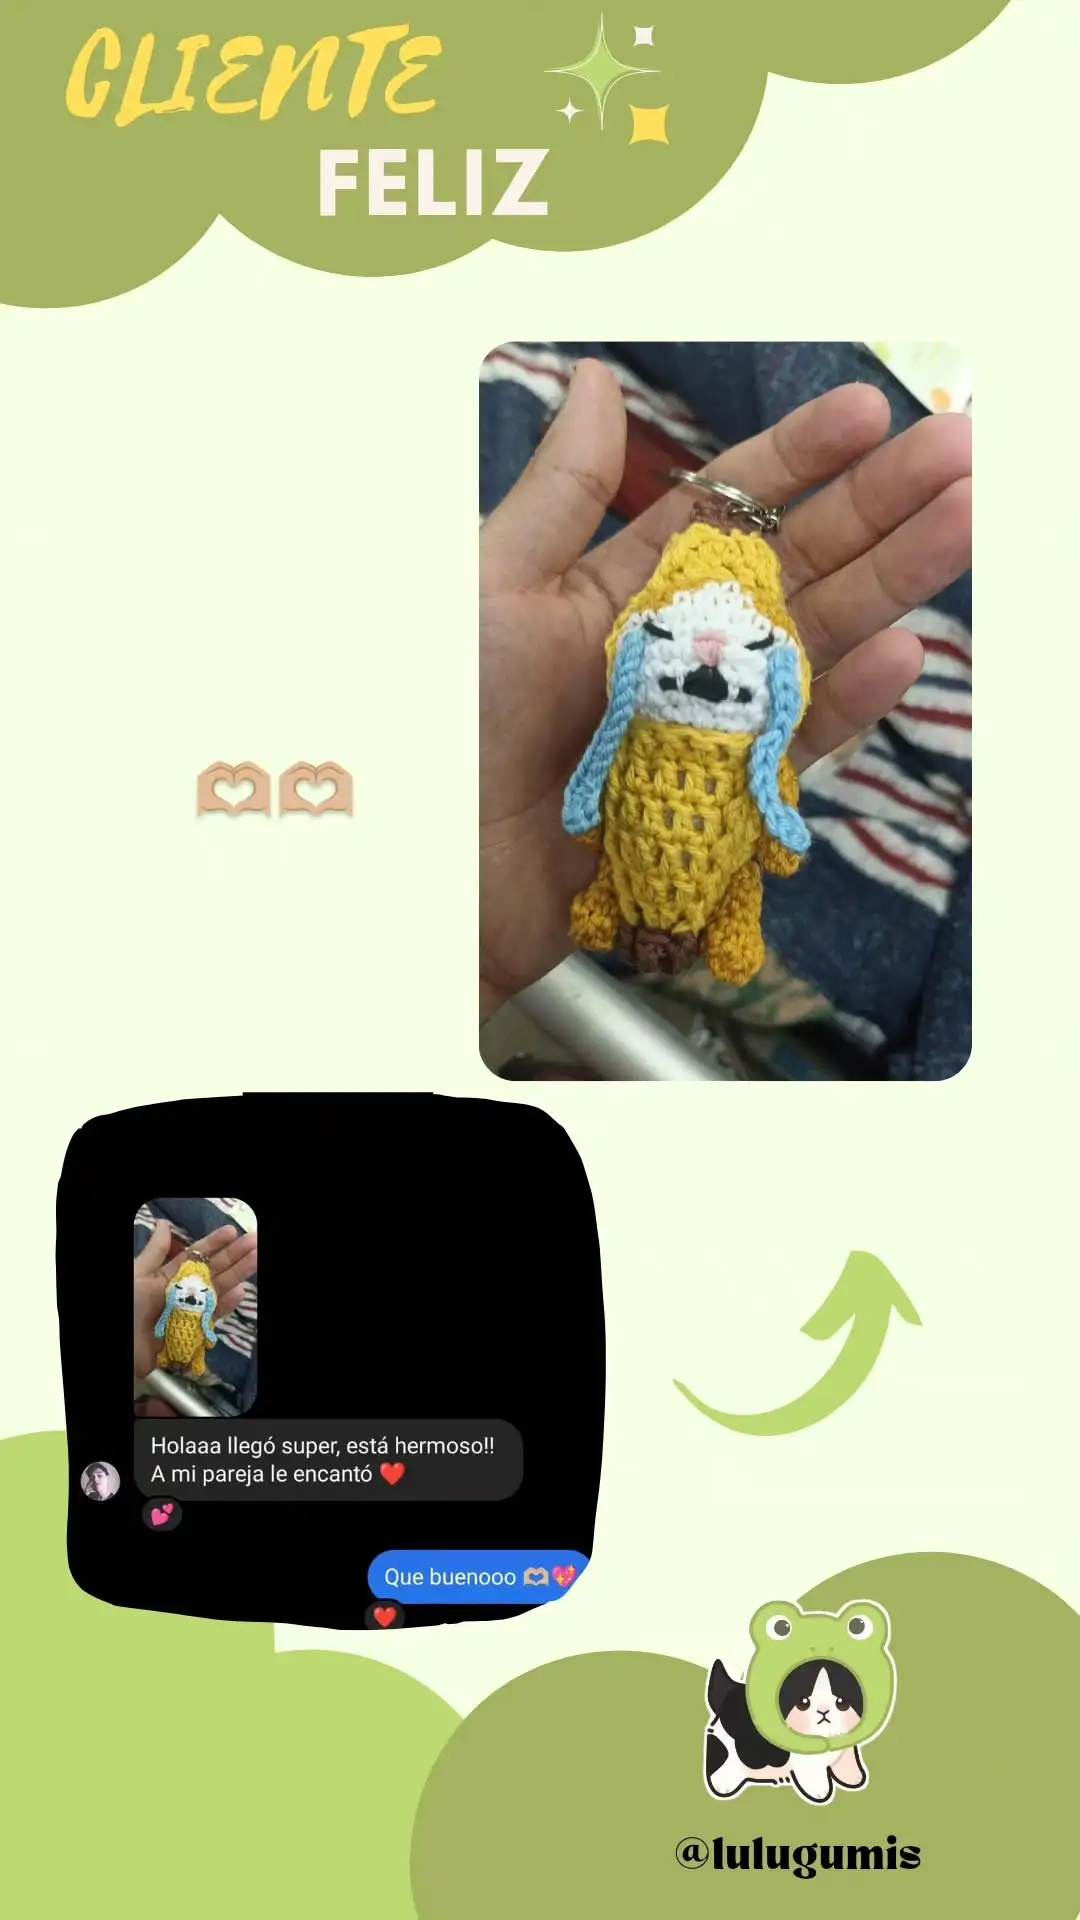 CLIENTE
FELIZ
Holaaa llegó super, está hermoso!!
A mi pareja le encantó ❤️
Que buenooo 🫶🏼💖
@lulugumis